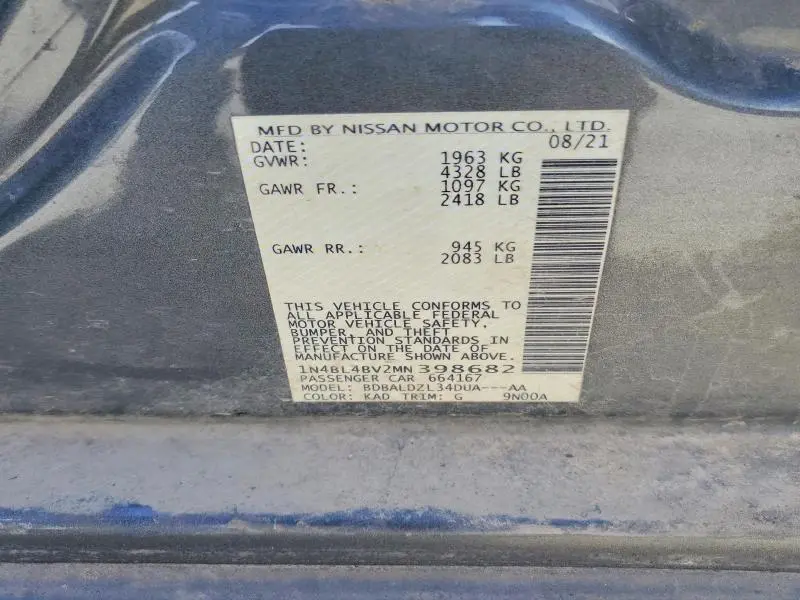 MFD BY NISSAN MOTOR CO., LTD.
DATE: 08/21
GVWR: 1963 KG
4328 LB
GAWR FR.: 1097 KG
2418 LB
GAWR RR.: 945 KG
2083 LB
THIS VEHICLE CONFORMS TO
ALL APPLICABLE FEDERAL
MOTOR VEHICLE SAFETY,
BUMPER, AND THEFT
PREVENTION STANDARDS IN
EFFECT ON THE DATE OF
MANUFACTURE SHOWN ABOVE.
1N4BL4BV2MN398682
PASSENGER CAR 664167
MODEL: BDBALDZL34DUA---AA
COLOR: KAD TRIM: G 9N00A